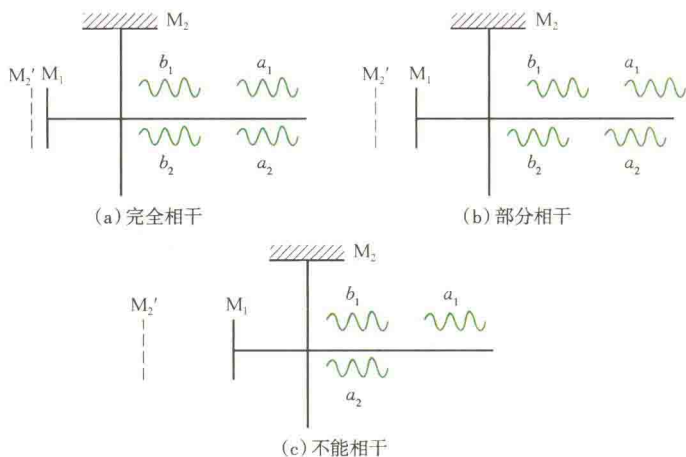 M₂
M₂′ M₁
b₁ a₁
b₂ a₂
(a)完全相干
M₂
M₂′ M₁
b₁ a₁
b₂ a₂
(b)部分相干
M₂
M₂′ M₁
b₁ a₁
a₂
(c)不能相干